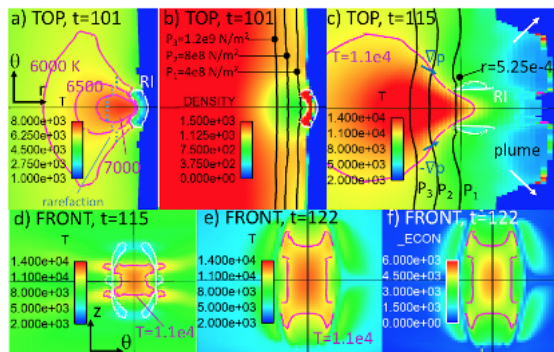 a) TOP, t=101
6000 K
6500
RI
θ
r
T
8.000e+03
6.250e+03
4.500e+03
2.750e+03
1.000e+03
7000
rarefaction
b) TOP, t=101
P₃=1.2e9 N/m²
P₂=8e8 N/m²
P₁=4e8 N/m²
DENSITY
1.500e+03
1.125e+03
7.500e+02
3.750e+02
0.000e+00
c) TOP, t=115
T=1.1e4
∇p
r=5.25e-4
RI
T
1.400e+04
1.100e+04
8.000e+03
5.000e+03
2.000e+03
-∇p
plume
P₃ P₂ P₁
d) FRONT, t=115
T
1.400e+04
1.100e+04
8.000e+03
5.000e+03
2.000e+03
z
θ
T=1.1e4
e) FRONT, t=122
T
1.400e+04
1.100e+04
8.000e+03
5.000e+03
2.000e+03
T=1.1e4
f) FRONT, t=122
_ECON
6.000e+03
4.500e+03
3.000e+03
1.500e+03
0.000e+00